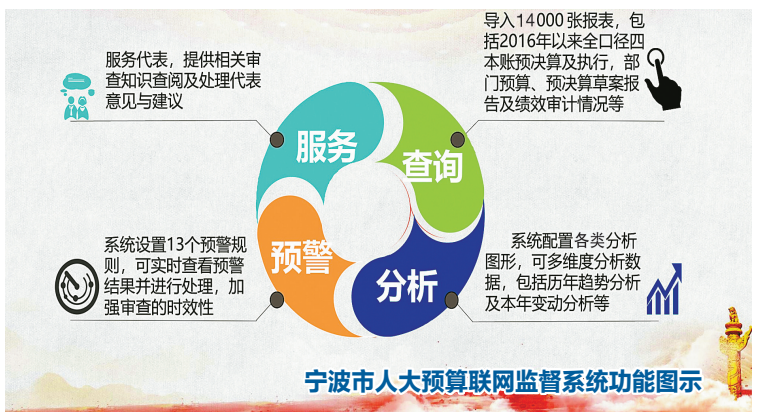 服务代表，提供相关审
查知识查阅及处理代表
意见与建议
导入14000张报表，包
括2016年以来全口径四
本账预决算及执行，部
门预算、预决算草案报
告及绩效审计情况等
服务
查询
预警
分析
系统设置13个预警规
则，可实时查看预警
结果并进行处理，加
强审查的时效性
系统配置各类分析
图形，可多维度分析数
据，包括历年趋势分析
及本年变动分析等
宁波市人大预算联网监督系统功能图示